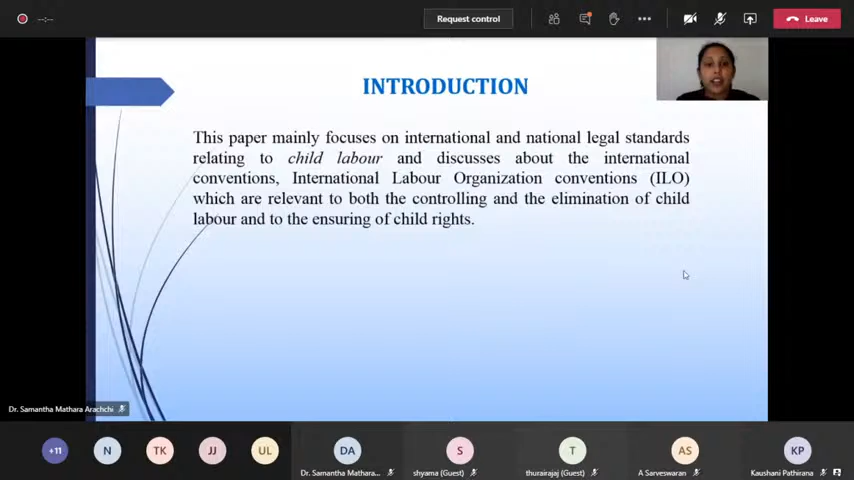 --:--
Request control
Leave
INTRODUCTION
This paper mainly focuses on international and national legal standards
relating to child labour and discusses about the international
conventions, International Labour Organization conventions (ILO)
which are relevant to both the controlling and the elimination of child
labour and to the ensuring of child rights.
Dr. Samantha Mathara Arachchi
+11
N
TK
JJ
UL
DA
S
T
AS
KP
Dr. Samantha Mathara...
shyama (Guest)
thurairajaj (Guest)
A Sarveswaran
Kaushani Pathirana